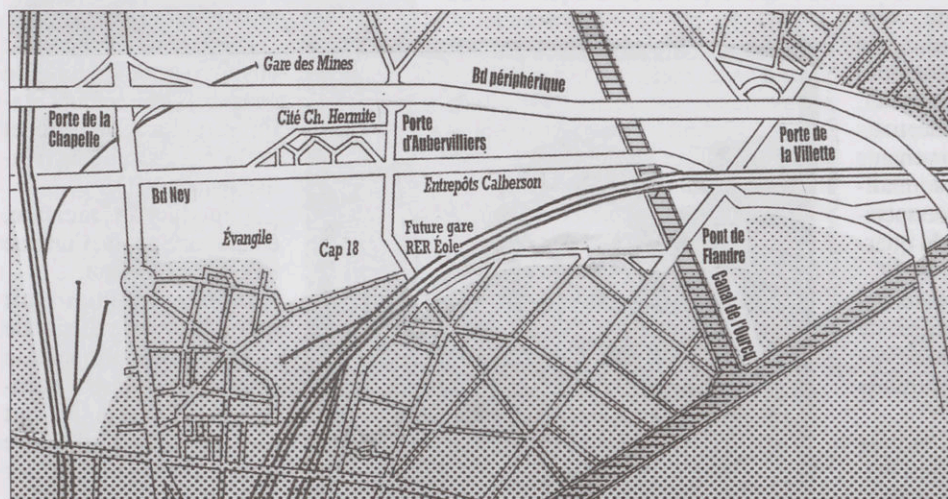 Gare des Mines
Bd périphérique
Porte de la
Chapelle
Cité Ch. Hermite
Porte
d'Aubervilliers
Porte de
la Villette
Entrepôts Calberson
Bd Ney
Évangile
Cap 18
Future gare
RER Éole
Pont de
Flandre
Canal de l'Ourcq